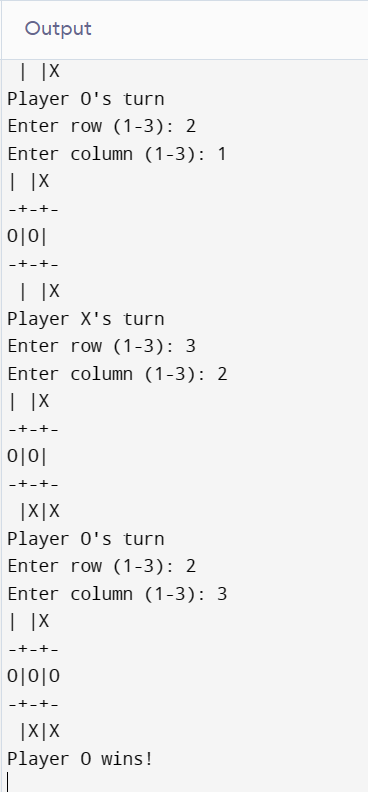 Output
 | |X
Player O's turn
Enter row (1-3): 2
Enter column (1-3): 1
| |X
-+-+-
O|O|
-+-+-
 | |X
Player X's turn
Enter row (1-3): 3
Enter column (1-3): 2
| |X
-+-+-
O|O|
-+-+-
 |X|X
Player O's turn
Enter row (1-3): 2
Enter column (1-3): 3
| |X
-+-+-
O|O|O
-+-+-
 |X|X
Player O wins!